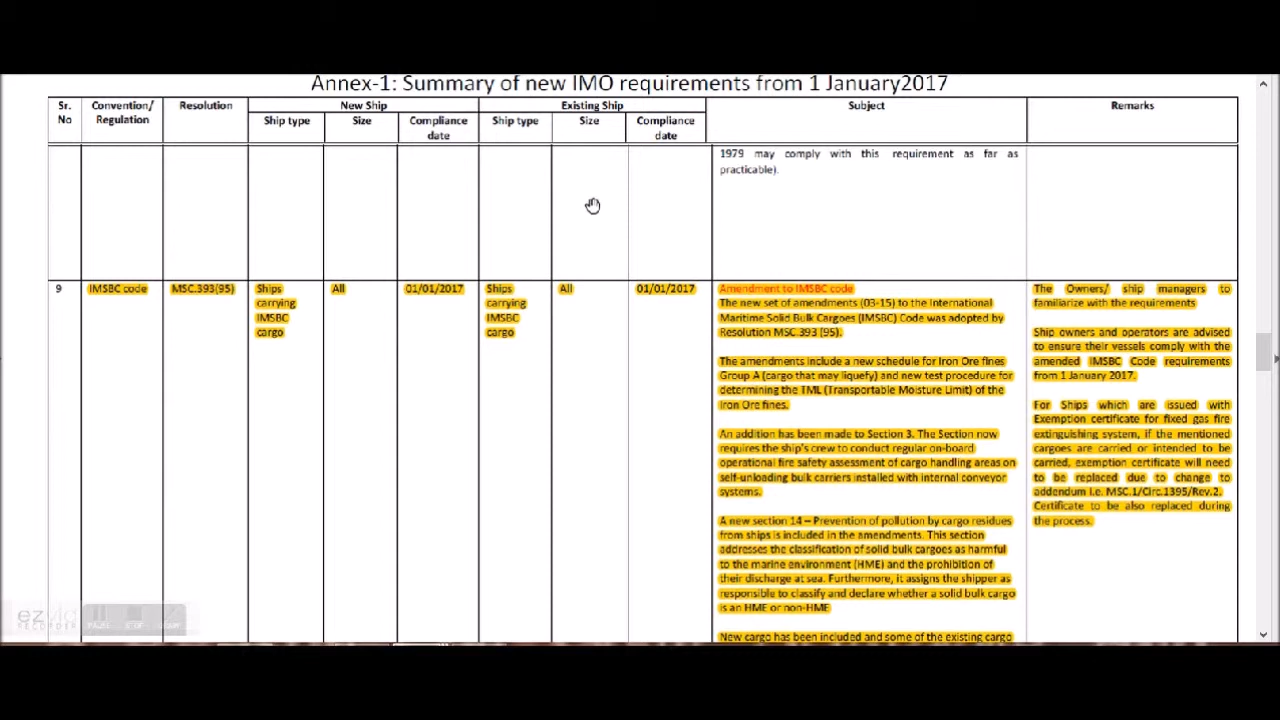 Annex-1: Summary of new IMO requirements from 1 January2017
Sr. No
Convention/ Regulation
Resolution
New Ship
Existing Ship
Subject
Remarks
Ship type
Size
Compliance date
Ship type
Size
Compliance date
1979 may comply with this requirement as far as
practicable).
9
IMSBC code
MSC.393(95)
Ships
carrying
IMSBC
cargo
All
01/01/2017
Ships
carrying
IMSBC
cargo
All
01/01/2017
Amendment to IMSBC code
The new set of amendments (03-15) to the International
Maritime Solid Bulk Cargoes (IMSBC) Code was adopted by
Resolution MSC.393 (95).
The amendments include a new schedule for Iron Ore fines
Group A (cargo that may liquefy) and new test procedure for
determining the TML (Transportable Moisture Limit) of the
Iron Ore fines.
An addition has been made to Section 3. The Section now
requires the ship's crew to conduct regular on-board
operational fire safety assessment of cargo handling areas on
self-unloading bulk carriers installed with internal conveyor
systems.
A new section 14 – Prevention of pollution by cargo residues
from ships is included in the amendments. This section
addresses the classification of solid bulk cargoes as harmful
to the marine environment (HME) and the prohibition of
their discharge at sea. Furthermore, it assigns the shipper as
responsible to classify and declare whether a solid bulk cargo
is an HME or non-HME
New cargo has been included and some of the existing cargo
The Owners/ ship managers to
familiarize with the requirements
Ship owners and operators are advised
to ensure their vessels comply with the
amended IMSBC Code requirements
from 1 January 2017.
For Ships which are issued with
Exemption certificate for fixed gas fire
extinguishing system, if the mentioned
cargoes are carried or intended to be
carried, exemption certificate will need
to be replaced due to change to
addendum i.e. MSC.1/Circ.1395/Rev.2.
Certificate to be also replaced during
the process.
ezvid
RECORDER